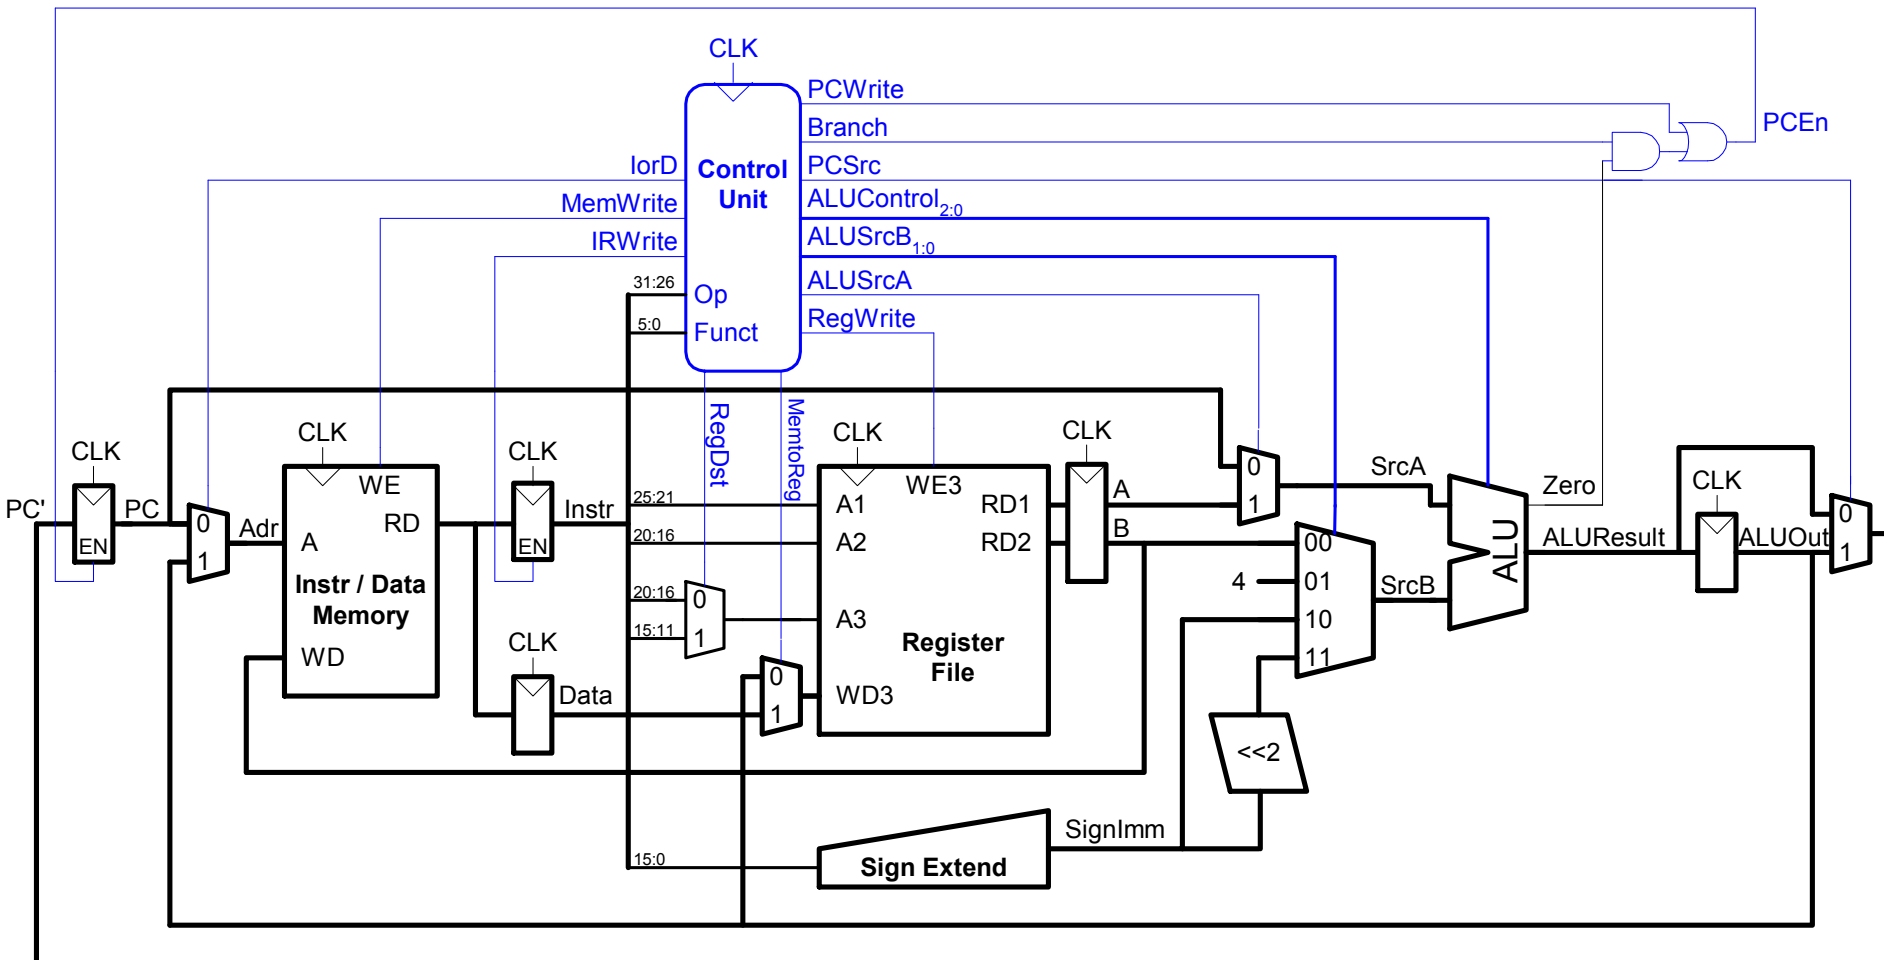 CLK
PCWrite
Branch
PCEn
IorD
Control
Unit
PCSrc
MemWrite
ALUControl2:0
IRWrite
ALUSrcB1:0
31:26
Op
ALUSrcA
5:0
Funct
RegWrite
RegDst
MemtoReg
CLK
CLK
CLK
CLK
CLK
CLK
PC'
EN
PC
0
1
Adr
WE
A
RD
Instr / Data
Memory
WD
EN
Instr
CLK
Data
25:21
20:16
20:16
15:11
0
1
0
1
A1
A2
A3
WD3
WE3
RD1
RD2
Register
File
A
B
0
1
SrcA
4
00
01
10
11
SrcB
ALU
Zero
ALUResult
ALUOut
0
1
<<2
SignImm
15:0
Sign Extend